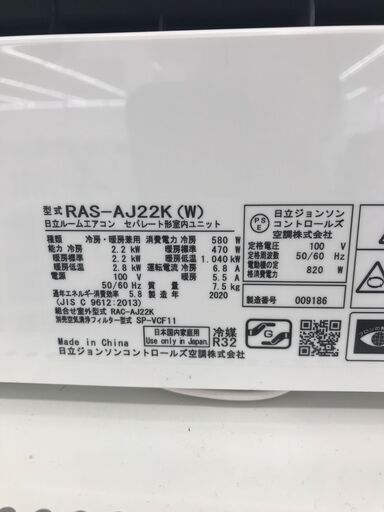 型式 RAS-AJ22K (W)
日立ルームエアコン セパレート形室内ユニット
種類 冷房・暖房兼用 消費電力 冷房 580 W
能力 冷房 2.2 kW 暖房標準 470 W
暖房標準 2.2 kW 暖房低温 1,040 kW
暖房低温 2.8 kW 運転電流 冷房 6.8 A
電源 100 V 暖房 5.5 A
50/60 Hz 質量 7.5 kg
通年エネルギー消費効率 5.8 2020
(JIS C 9612:2013)
組合せ室外型式 RAC-AJ22K
別売空気清浄フィルター型式 SP-VCF11
Made in China
日本国内家庭用
Use only in Japan.
冷媒
R32
G
PS
E
日立ジョンソン
コントロールズ
空調株式会社
定格電圧 100 V
定格周波数 50/60 Hz
電動機の定格消費電力 820 W
製造番号 009186
日立ジョンソンコントロールズ空調株式会社